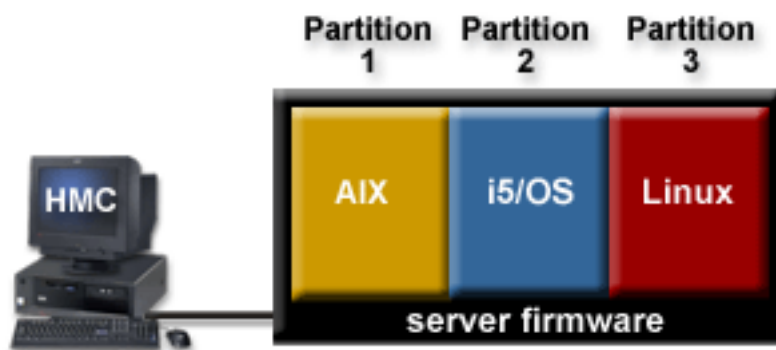 Partition 1
Partition 2
Partition 3
HMC
AIX
i5/OS
Linux
server firmware